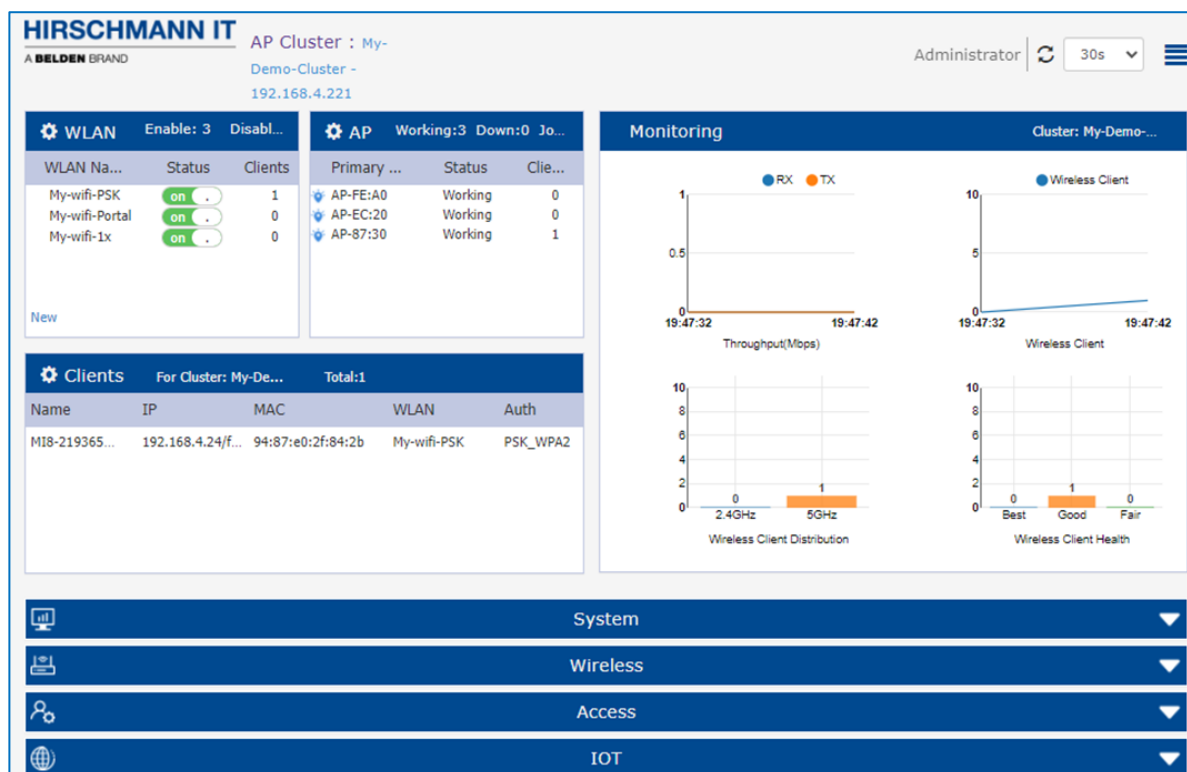 HIRSCHMANN IT
A BELDEN BRAND
AP Cluster : My-
Demo-Cluster -
192.168.4.221
Administrator
30s
WLAN Enable: 3 Disabl...
WLAN Na... Status Clients
My-wifi-PSK on . 1
My-wifi-Portal on . 0
My-wifi-1x on . 0
New
AP Working:3 Down:0 Jo...
Primary ... Status Clie...
AP-FE:A0 Working 0
AP-EC:20 Working 0
AP-87:30 Working 1
Clients For Cluster: My-De... Total:1
Name IP MAC WLAN Auth
MI8-219365... 192.168.4.24/f... 94:87:e0:2f:84:2b My-wifi-PSK PSK_WPA2
Monitoring Cluster: My-Demo-...
RX TX
1
0.5
0
19:47:32 19:47:42
Throughput(Mbps)
Wireless Client
10
5
0
19:47:32 19:47:42
Wireless Client
10
8
6
4
2
0
0 1
2.4GHz 5GHz
Wireless Client Distribution
10
8
6
4
2
0
0 1 0
Best Good Fair
Wireless Client Health
System
Wireless
Access
IOT